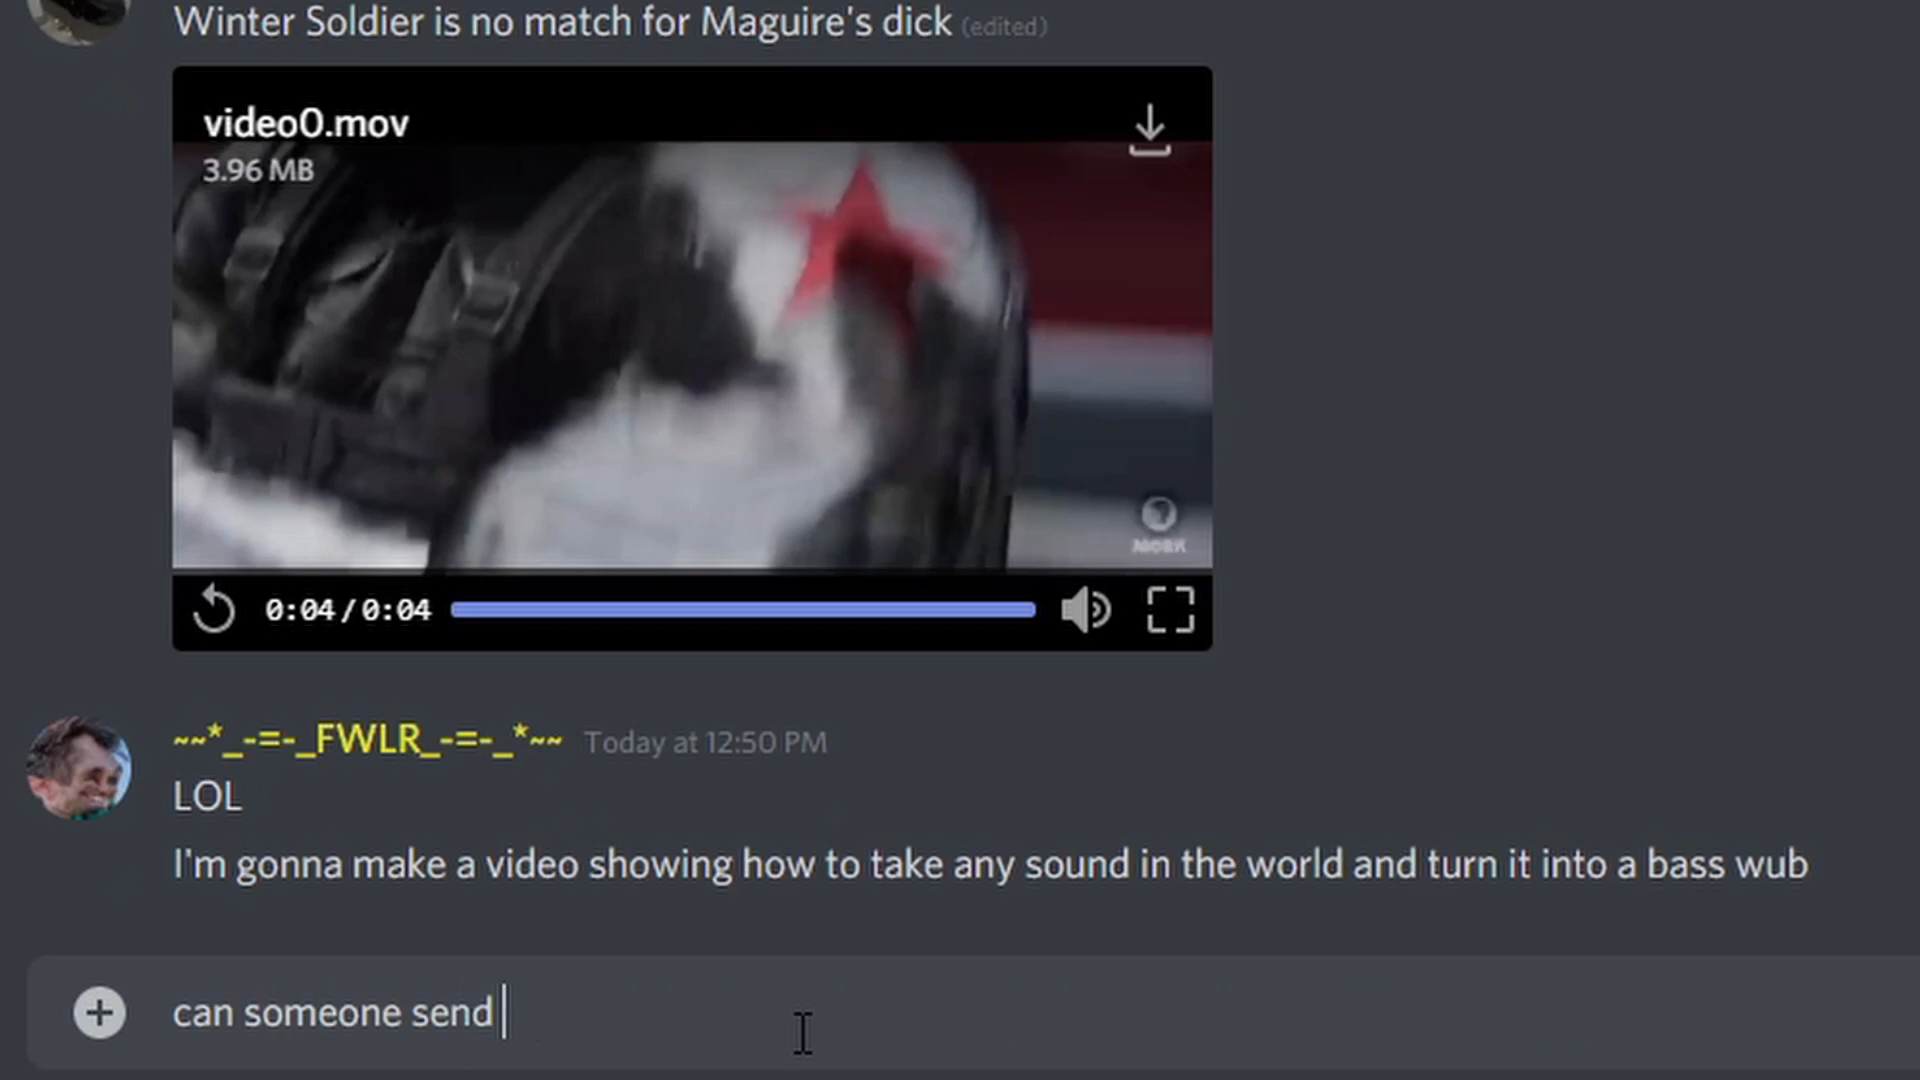 Winter Soldier is no match for Maguire's dick (edited)
video0.mov
3.96 MB
MOBX
0:04/0:04
~~*_-=-_FWLR_-=-_*~~ Today at 12:50 PM
LOL
I'm gonna make a video showing how to take any sound in the world and turn it into a bass wub
can someone send